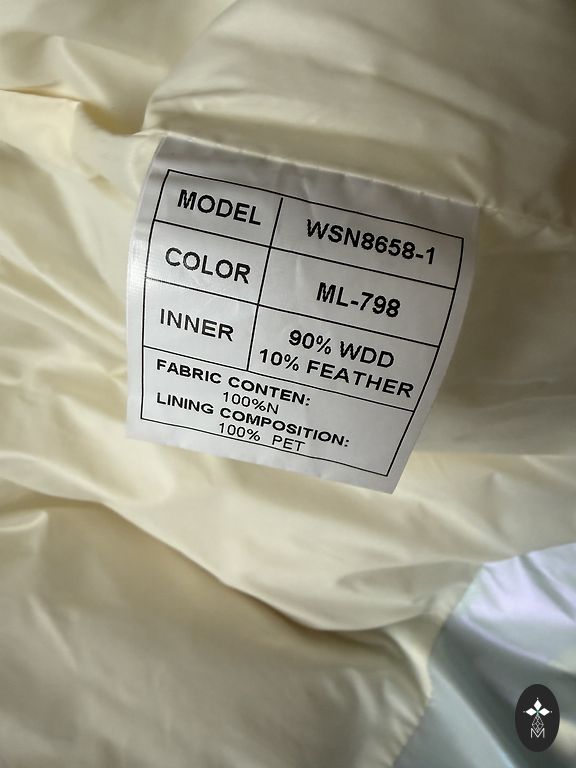 MODEL WSN8658-1
COLOR ML-798
INNER 90% WDD
10% FEATHER
FABRIC CONTEN:
100%N
LINING COMPOSITION:
100% PET
M